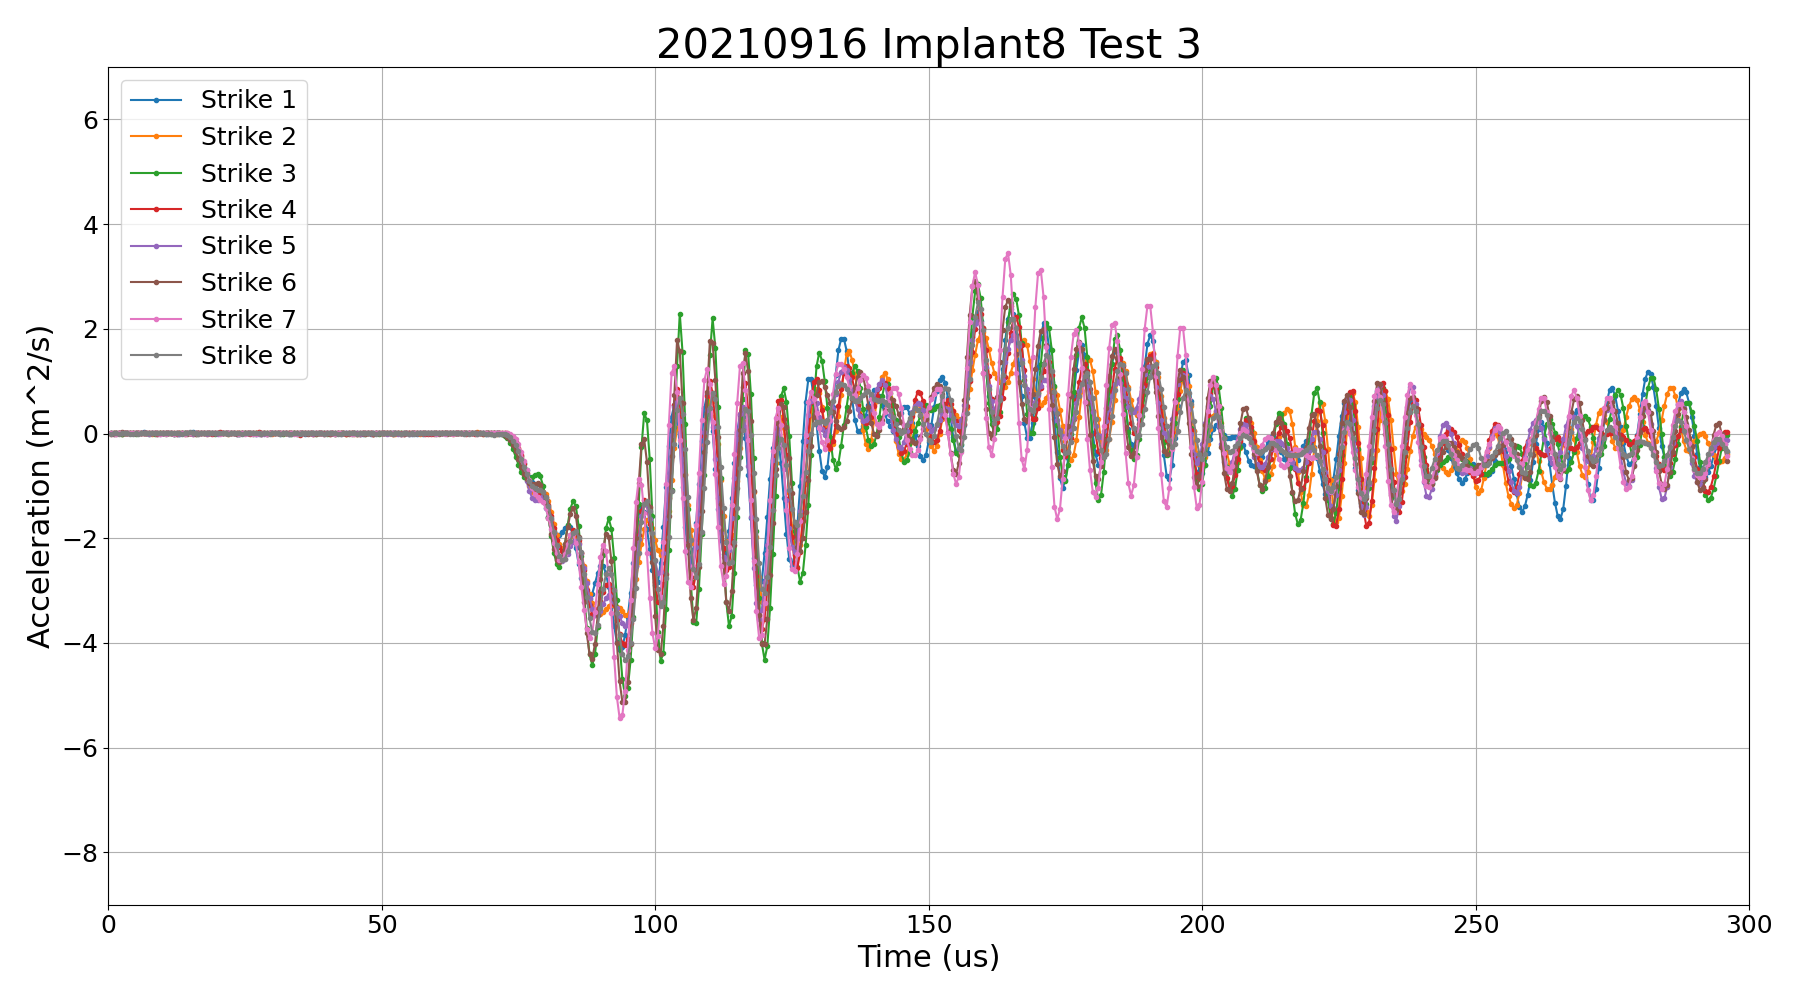 20210916 Implant8 Test 3
Strike 1
Strike 2
Strike 3
Strike 4
Strike 5
Strike 6
Strike 7
Strike 8
Acceleration (m^2/s)
6
4
2
0
−2
−4
−6
−8
0 50 100 150 200 250 300
Time (us)